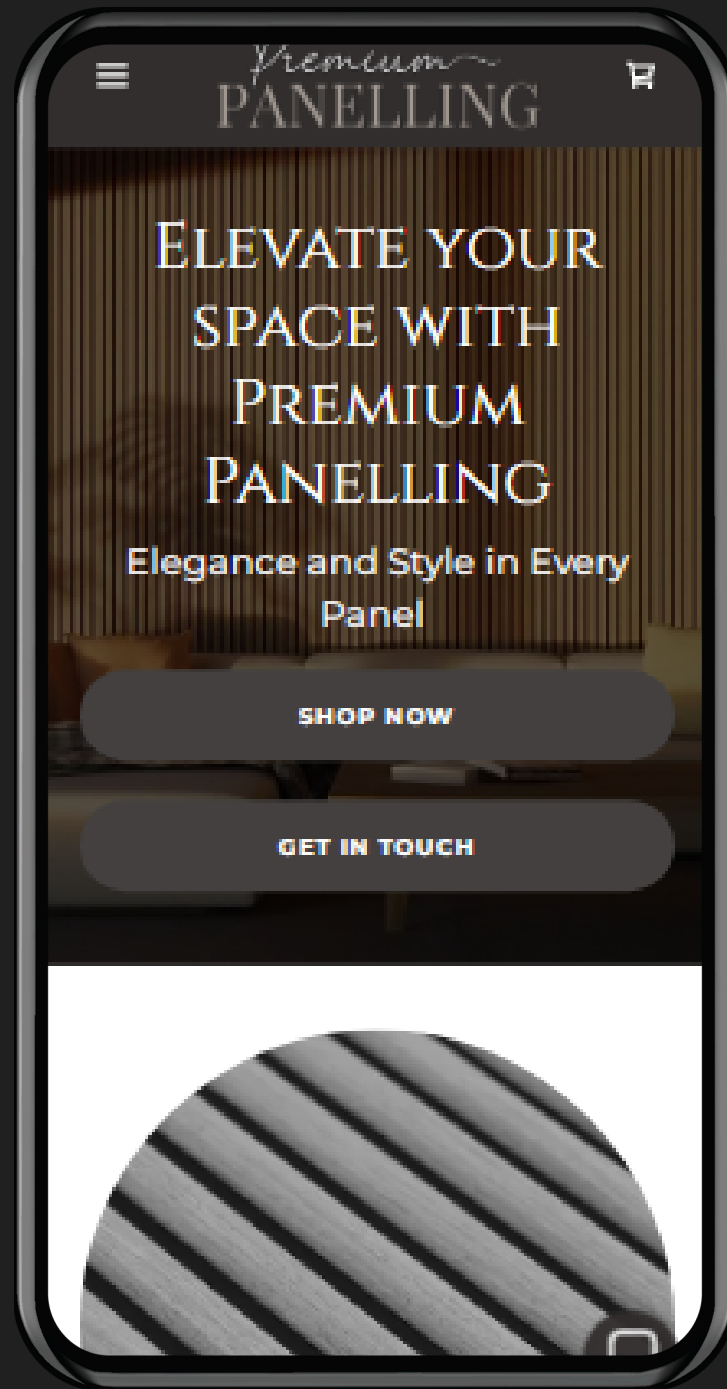 Premium
PANELLING
ELEVATE YOUR
SPACE WITH
PREMIUM
PANELLING
Elegance and Style in Every
Panel
SHOP NOW
GET IN TOUCH